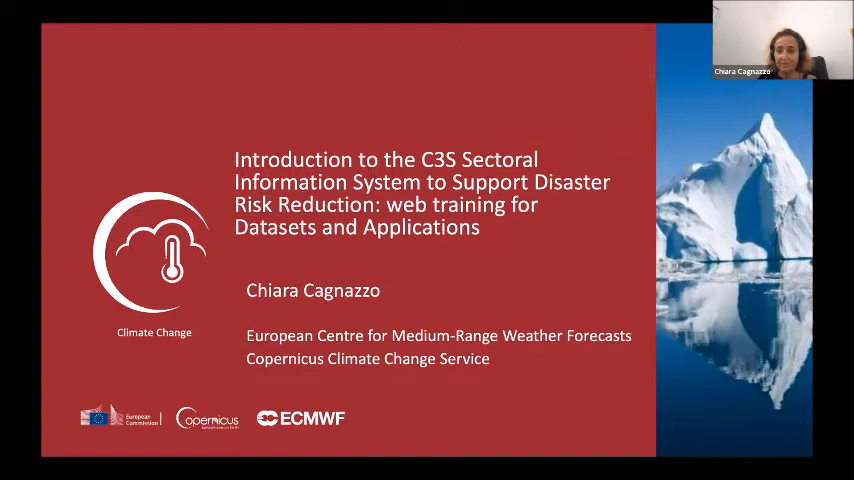 Chiara Cagnazzo
Introduction to the C3S Sectoral
Information System to Support Disaster
Risk Reduction: web training for
Datasets and Applications
Chiara Cagnazzo
European Centre for Medium-Range Weather Forecasts
Copernicus Climate Change Service
Climate Change
European
Commission
opernicus
ECMWF